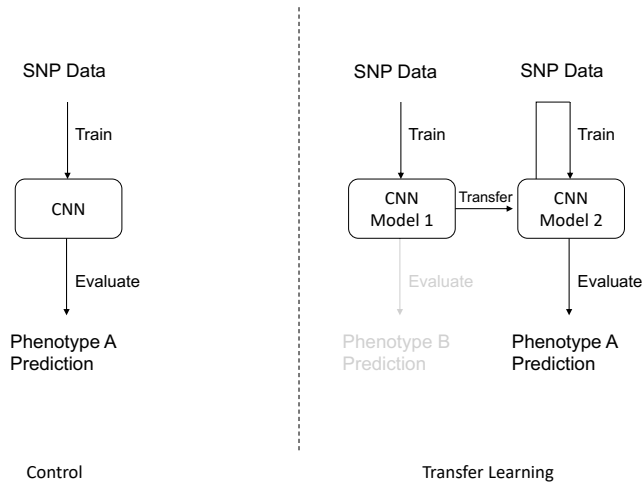 SNP Data
Train
CNN
Evaluate
Phenotype A
Prediction
Control
SNP Data
Train
CNN
Model 1
Transfer
Evaluate
Phenotype B
Prediction
SNP Data
Train
CNN
Model 2
Evaluate
Phenotype A
Prediction
Transfer Learning